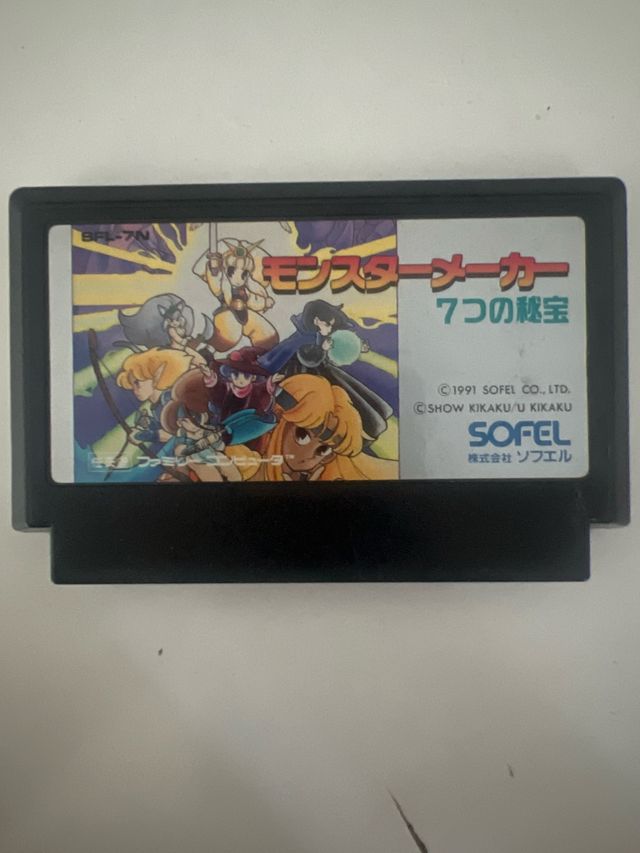 SFL-7N
モンスターメーカー
7つの秘宝
©1991 SOFEL CO., LTD.
©SHOW KIKAKU/U KIKAKU
SOFEL
株式会社 ソフエル
ファミリーコンピュータ™